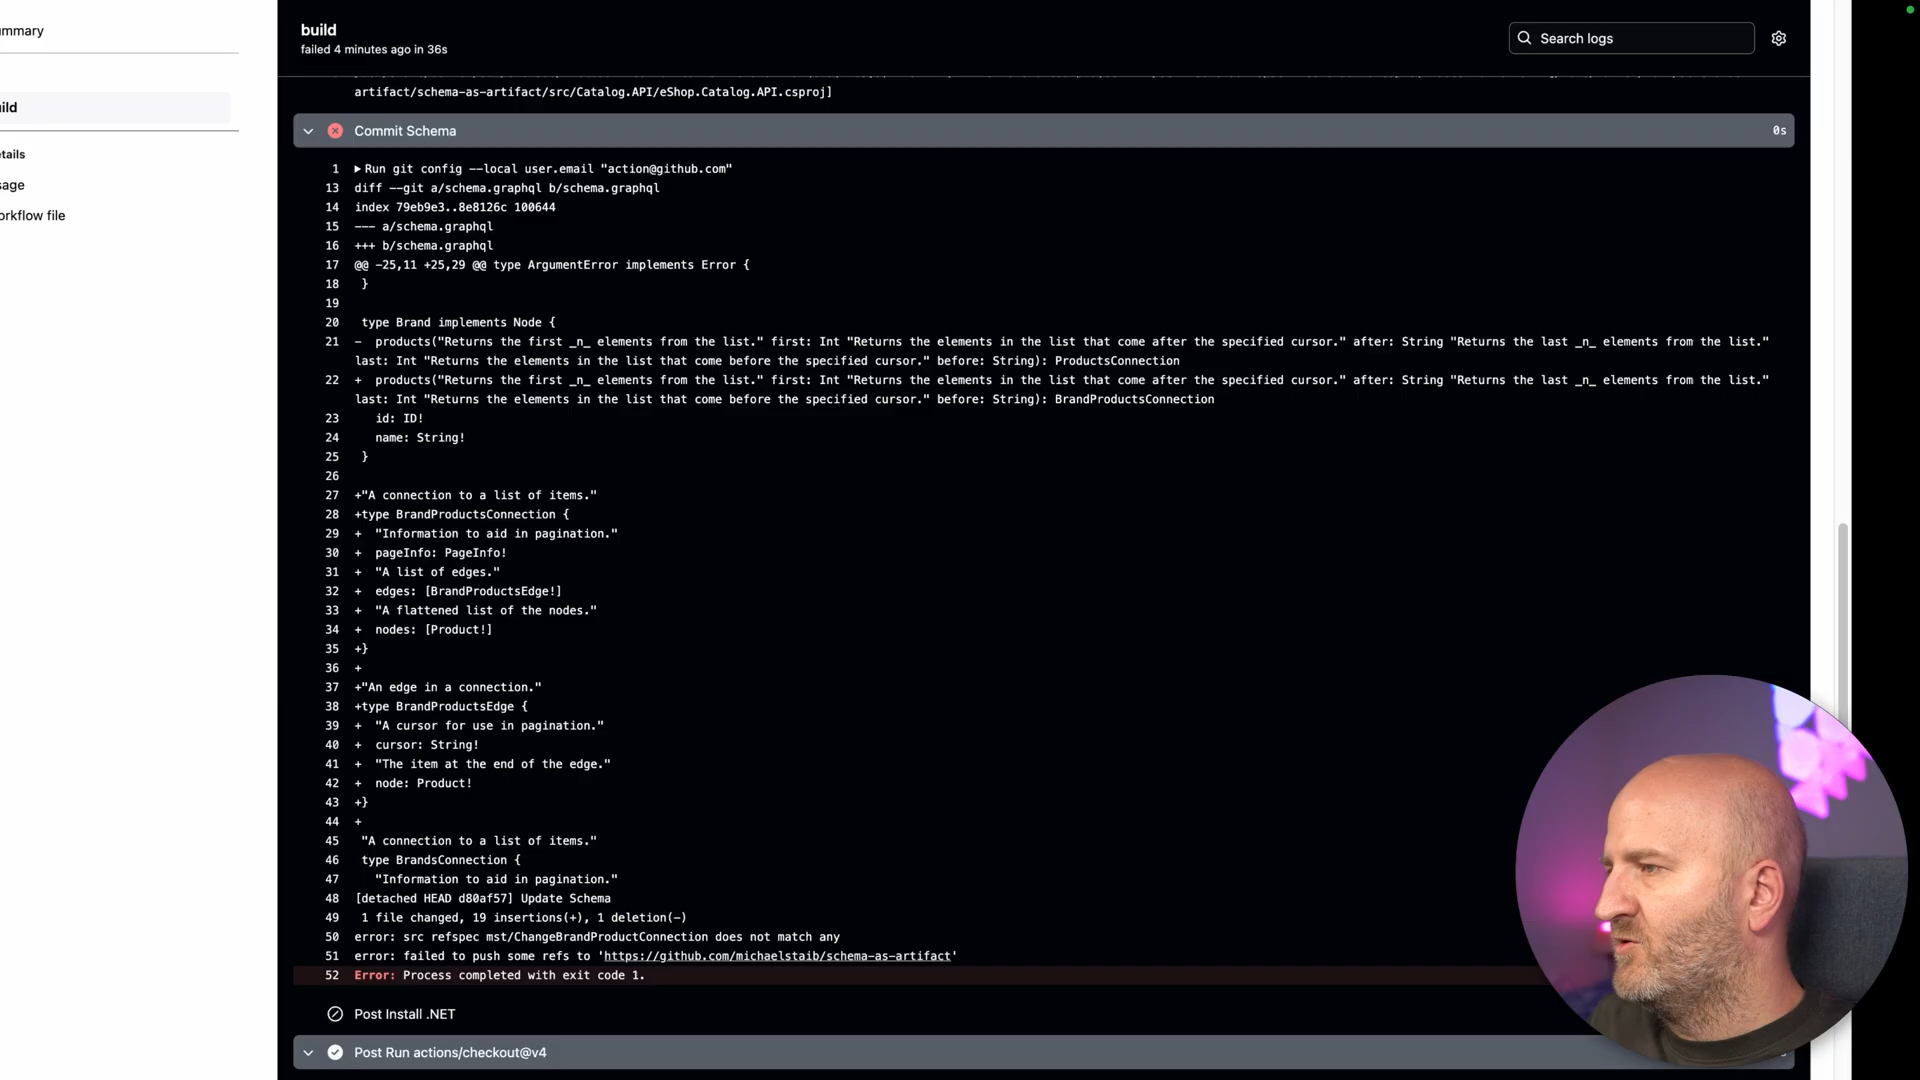 ummary
ild
etails
sage
orkflow file
build
failed 4 minutes ago in 36s
Search logs
artifact/schema-as-artifact/src/Catalog.API/eShop.Catalog.API.csproj]
Commit Schema
0s
1 Run git config --local user.email "action@github.com"
13 diff --git a/schema.graphql b/schema.graphql
14 index 79eb9e3..8e8126c 100644
15 --- a/schema.graphql
16 +++ b/schema.graphql
17 @@ -25,11 +25,29 @@ type ArgumentError implements Error {
18 }
19
20 type Brand implements Node {
21 - products("Returns the first _n_ elements from the list." first: Int "Returns the elements in the list that come after the specified cursor." after: String "Returns the last _n_ elements from the list."
last: Int "Returns the elements in the list that come before the specified cursor." before: String): ProductsConnection
22 + products("Returns the first _n_ elements from the list." first: Int "Returns the elements in the list that come after the specified cursor." after: String "Returns the last _n_ elements from the list."
last: Int "Returns the elements in the list that come before the specified cursor." before: String): BrandProductsConnection
23 id: ID!
24 name: String!
25 }
26
27 +"A connection to a list of items."
28 +type BrandProductsConnection {
29 + "Information to aid in pagination."
30 + pageInfo: PageInfo!
31 + "A list of edges."
32 + edges: [BrandProductsEdge!]
33 + "A flattened list of the nodes."
34 + nodes: [Product!]
35 +}
36 +
37 +"An edge in a connection."
38 +type BrandProductsEdge {
39 + "A cursor for use in pagination."
40 + cursor: String!
41 + "The item at the end of the edge."
42 + node: Product!
43 +}
44 +
45 "A connection to a list of items."
46 type BrandsConnection {
47 "Information to aid in pagination."
48 [detached HEAD d80af57] Update Schema
49 1 file changed, 19 insertions(+), 1 deletion(-)
50 error: src refspec mst/ChangeBrandProductConnection does not match any
51 error: failed to push some refs to 'https://github.com/michaelstaib/schema-as-artifact'
52 Error: Process completed with exit code 1.
Post Install .NET
Post Run actions/checkout@v4